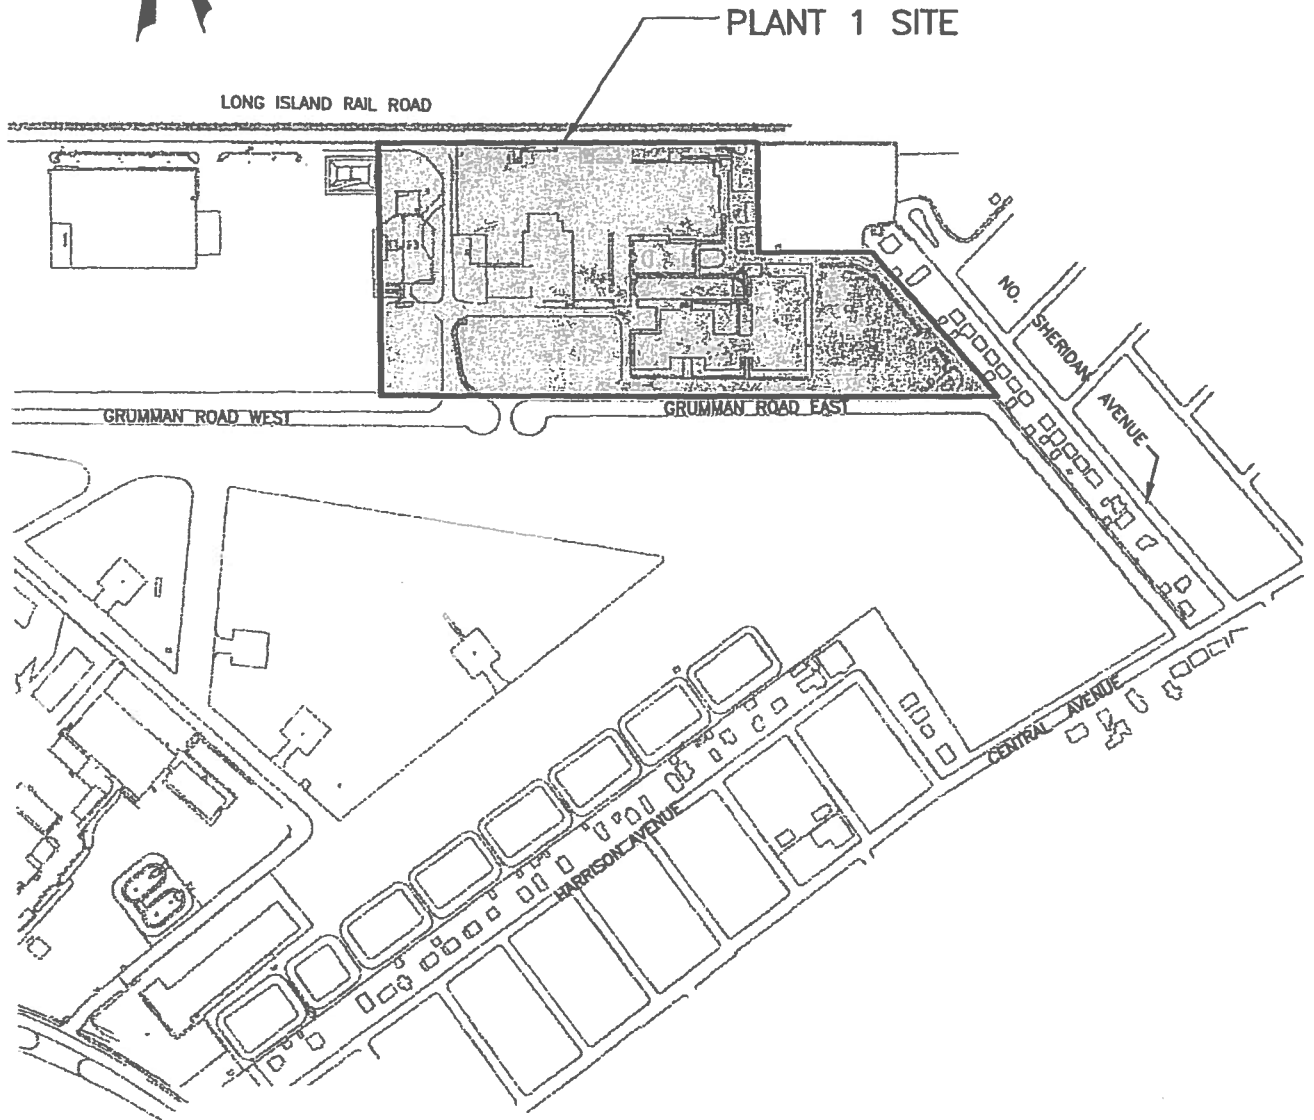 PLANT 1 SITE
LONG ISLAND RAIL ROAD
NO. SHERIDAN AVENUE
GRUMMAN ROAD WEST
GRUMMAN ROAD EAST
CENTRAL AVENUE
HARRISON AVENUE